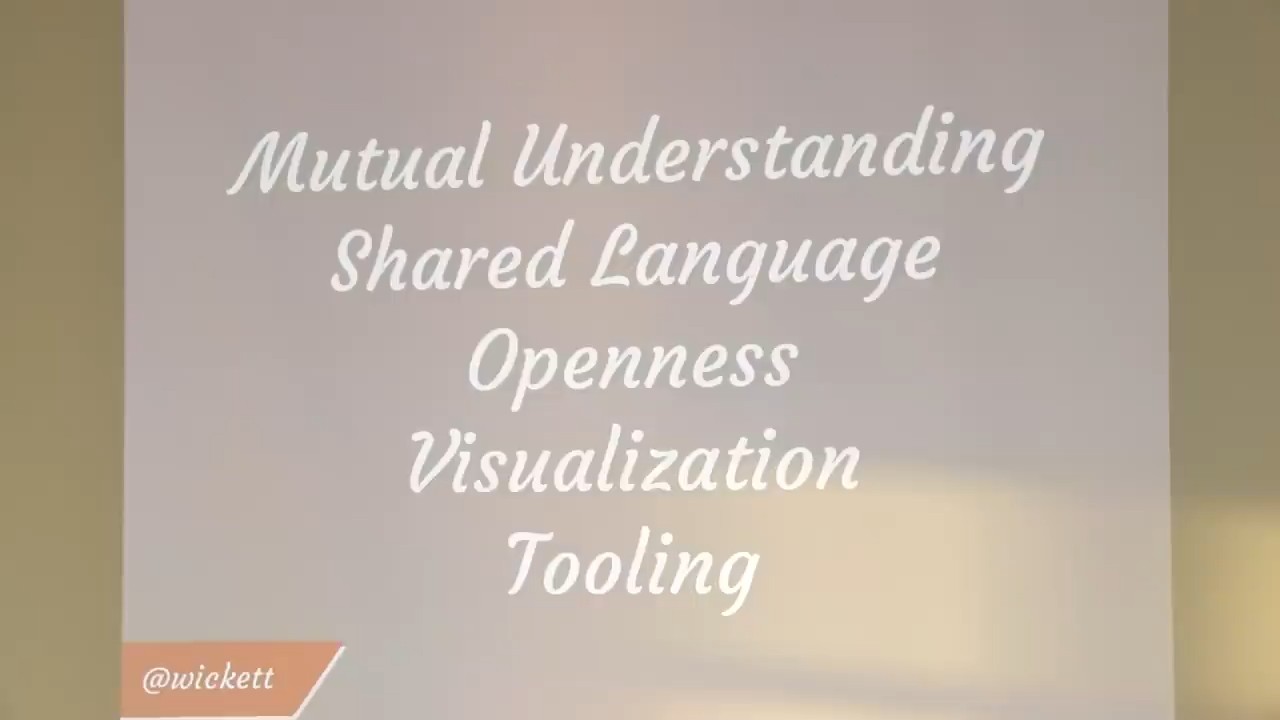 Mutual Understanding
Shared Language
Openness
Visualization
Tooling
@wickett